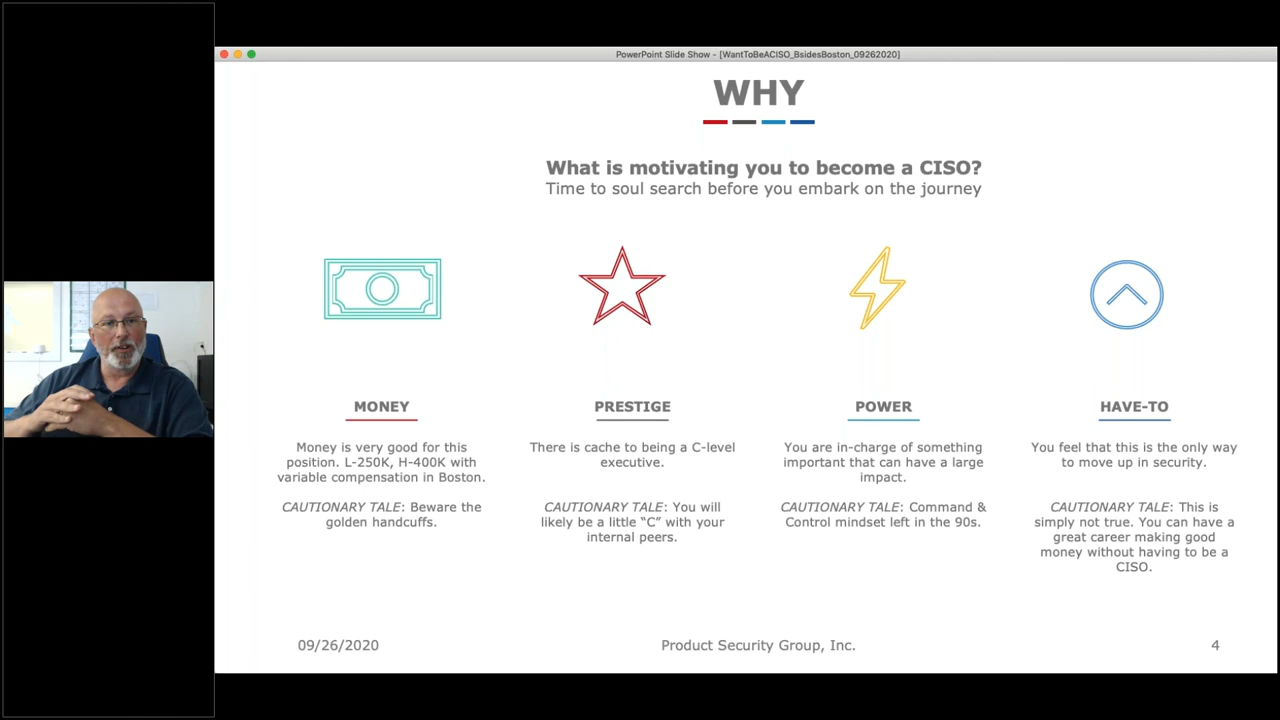 PowerPoint Slide Show - [WantToBeACISO_BsidesBoston_09262020]
WHY
What is motivating you to become a CISO?
Time to soul search before you embark on the journey
MONEY
Money is very good for this
position. L-250K, H-400K with
variable compensation in Boston.
CAUTIONARY TALE: Beware the
golden handcuffs.
PRESTIGE
There is cache to being a C-level
executive.
CAUTIONARY TALE: You will
likely be a little “C” with your
internal peers.
POWER
You are in-charge of something
important that can have a large
impact.
CAUTIONARY TALE: Command &
Control mindset left in the 90s.
HAVE-TO
You feel that this is the only way
to move up in security.
CAUTIONARY TALE: This is
simply not true. You can have a
great career making good
money without having to be a
CISO.
09/26/2020
Product Security Group, Inc.
4